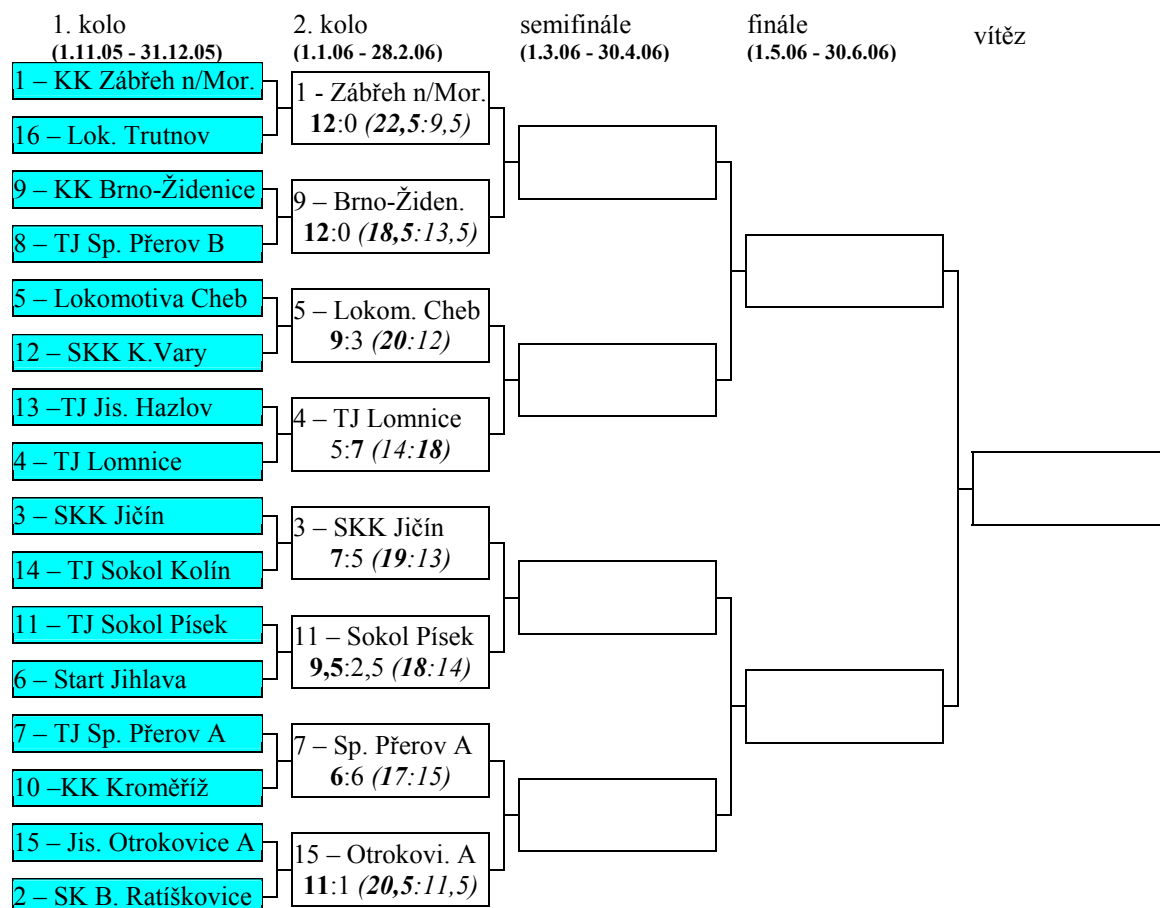 1. kolo
(1.11.05 - 31.12.05)
2. kolo
(1.1.06 - 28.2.06)
semifinále
(1.3.06 - 30.4.06)
finále
(1.5.06 - 30.6.06)
vítěz
1 – KK Zábřeh n/Mor.
16 – Lok. Trutnov
9 – KK Brno-Židenice
8 – TJ Sp. Přerov B
5 – Lokomotiva Cheb
12 – SKK K.Vary
13 –TJ Jis. Hazlov
4 – TJ Lomnice
3 – SKK Jičín
14 – TJ Sokol Kolín
11 – TJ Sokol Písek
6 – Start Jihlava
7 – TJ Sp. Přerov A
10 –KK Kroměříž
15 – Jis. Otrokovice A
2 – SK B. Ratíškovice
1 - Zábřeh n/Mor.
12:0 (22,5:9,5)
9 – Brno-Židen.
12:0 (18,5:13,5)
5 – Lokom. Cheb
9:3 (20:12)
4 – TJ Lomnice
5:7 (14:18)
3 – SKK Jičín
7:5 (19:13)
11 – Sokol Písek
9,5:2,5 (18:14)
7 – Sp. Přerov A
6:6 (17:15)
15 – Otrokovi. A
11:1 (20,5:11,5)